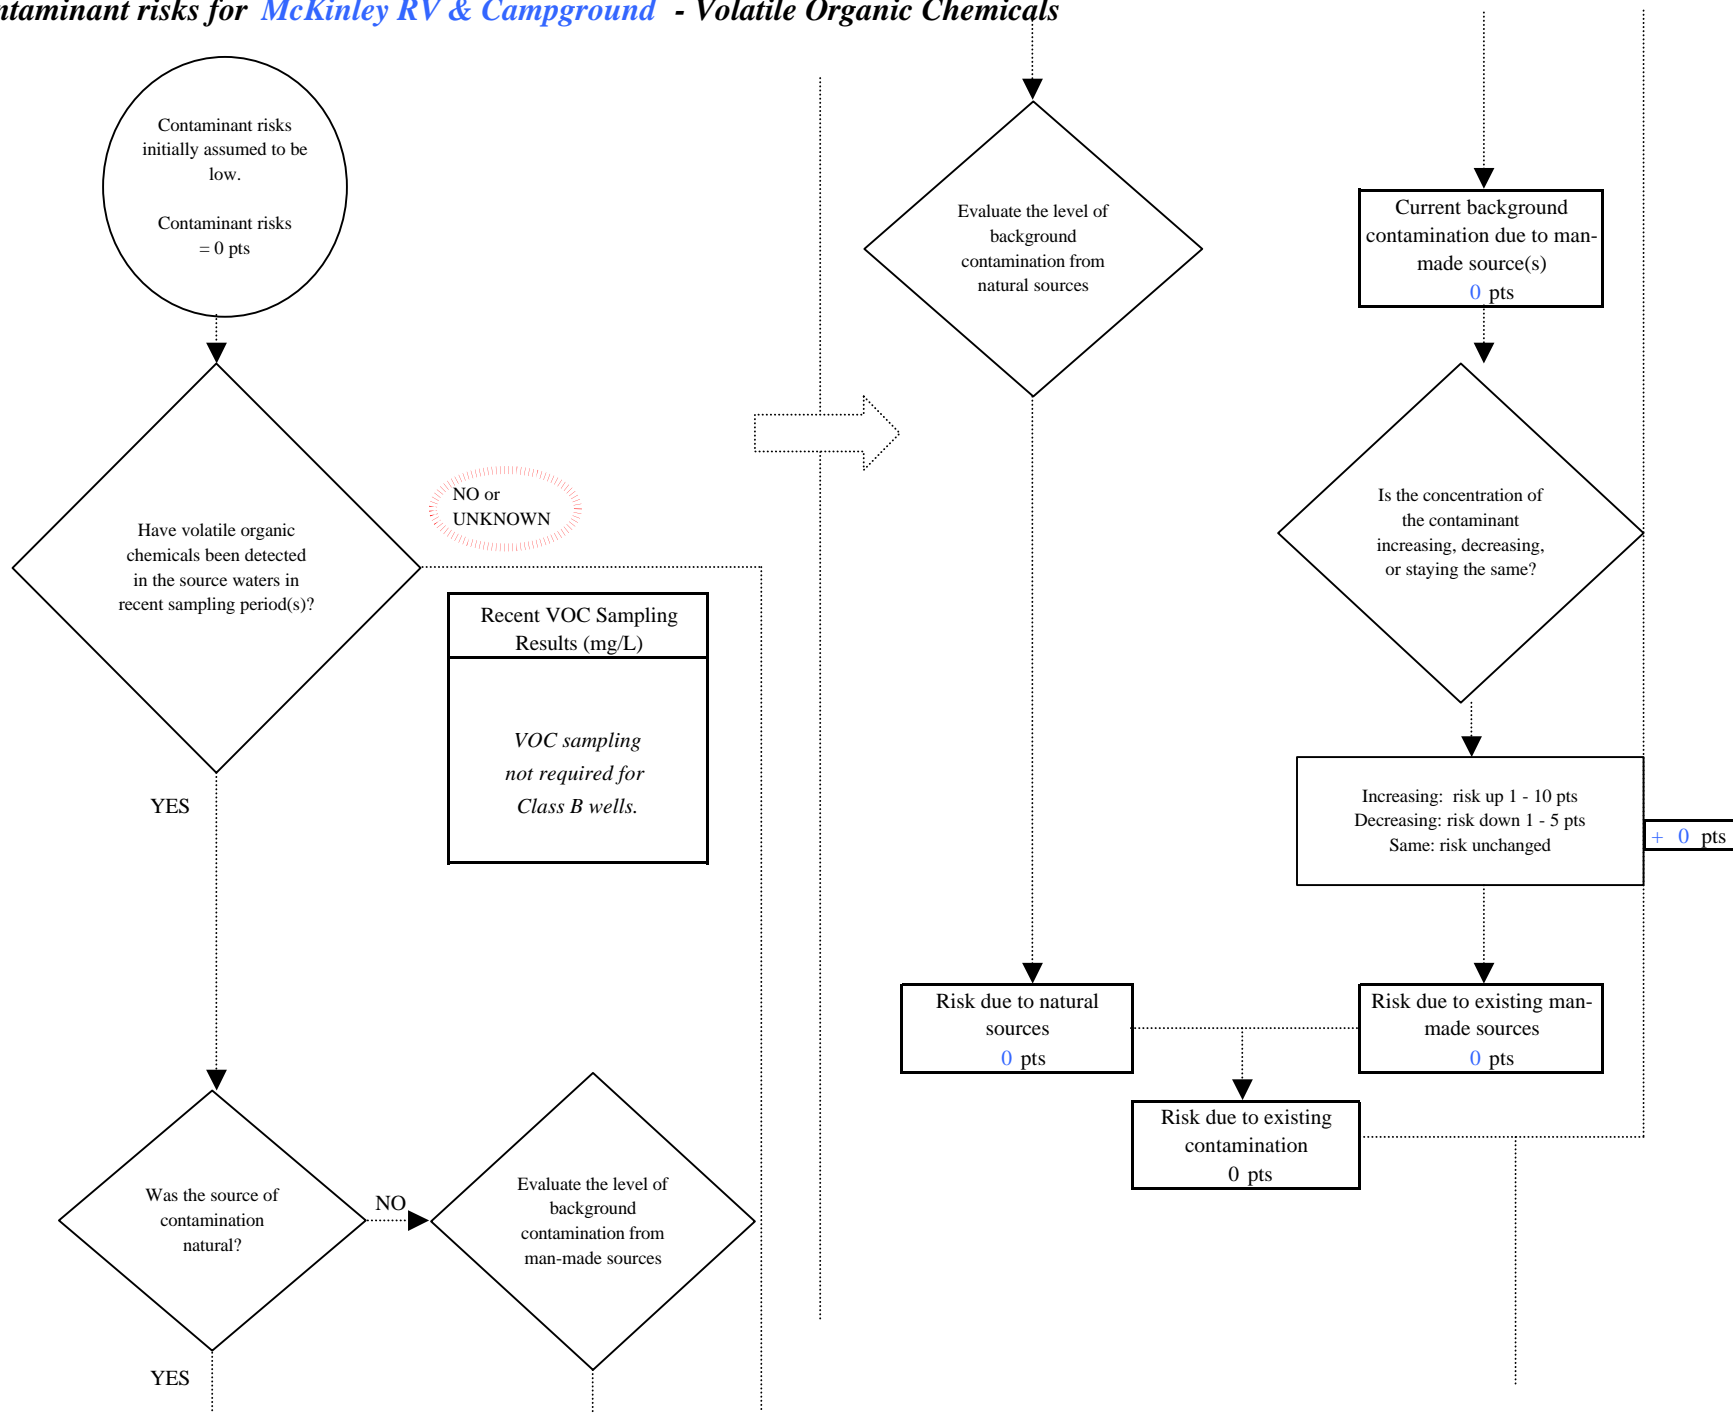 ntaminant risks for McKinley RV & Campground - Volatile Organic Chemicals
Contaminant risks
initially assumed to be
low.
Contaminant risks
= 0 pts
Have volatile organic
chemicals been detected
in the source waters in
recent sampling period(s)?
NO or
UNKNOWN
Recent VOC Sampling
Results (mg/L)
VOC sampling
not required for
Class B wells.
YES
Was the source of
contamination
natural?
NO
Evaluate the level of
background
contamination from
man-made sources
YES
Evaluate the level of
background
contamination from
natural sources
Current background
contamination due to man-
made source(s)
0 pts
Is the concentration of
the contaminant
increasing, decreasing,
or staying the same?
Increasing: risk up 1 - 10 pts
Decreasing: risk down 1 - 5 pts
Same: risk unchanged
+ 0 pts
Risk due to natural
sources
0 pts
Risk due to existing man-
made sources
0 pts
Risk due to existing
contamination
0 pts